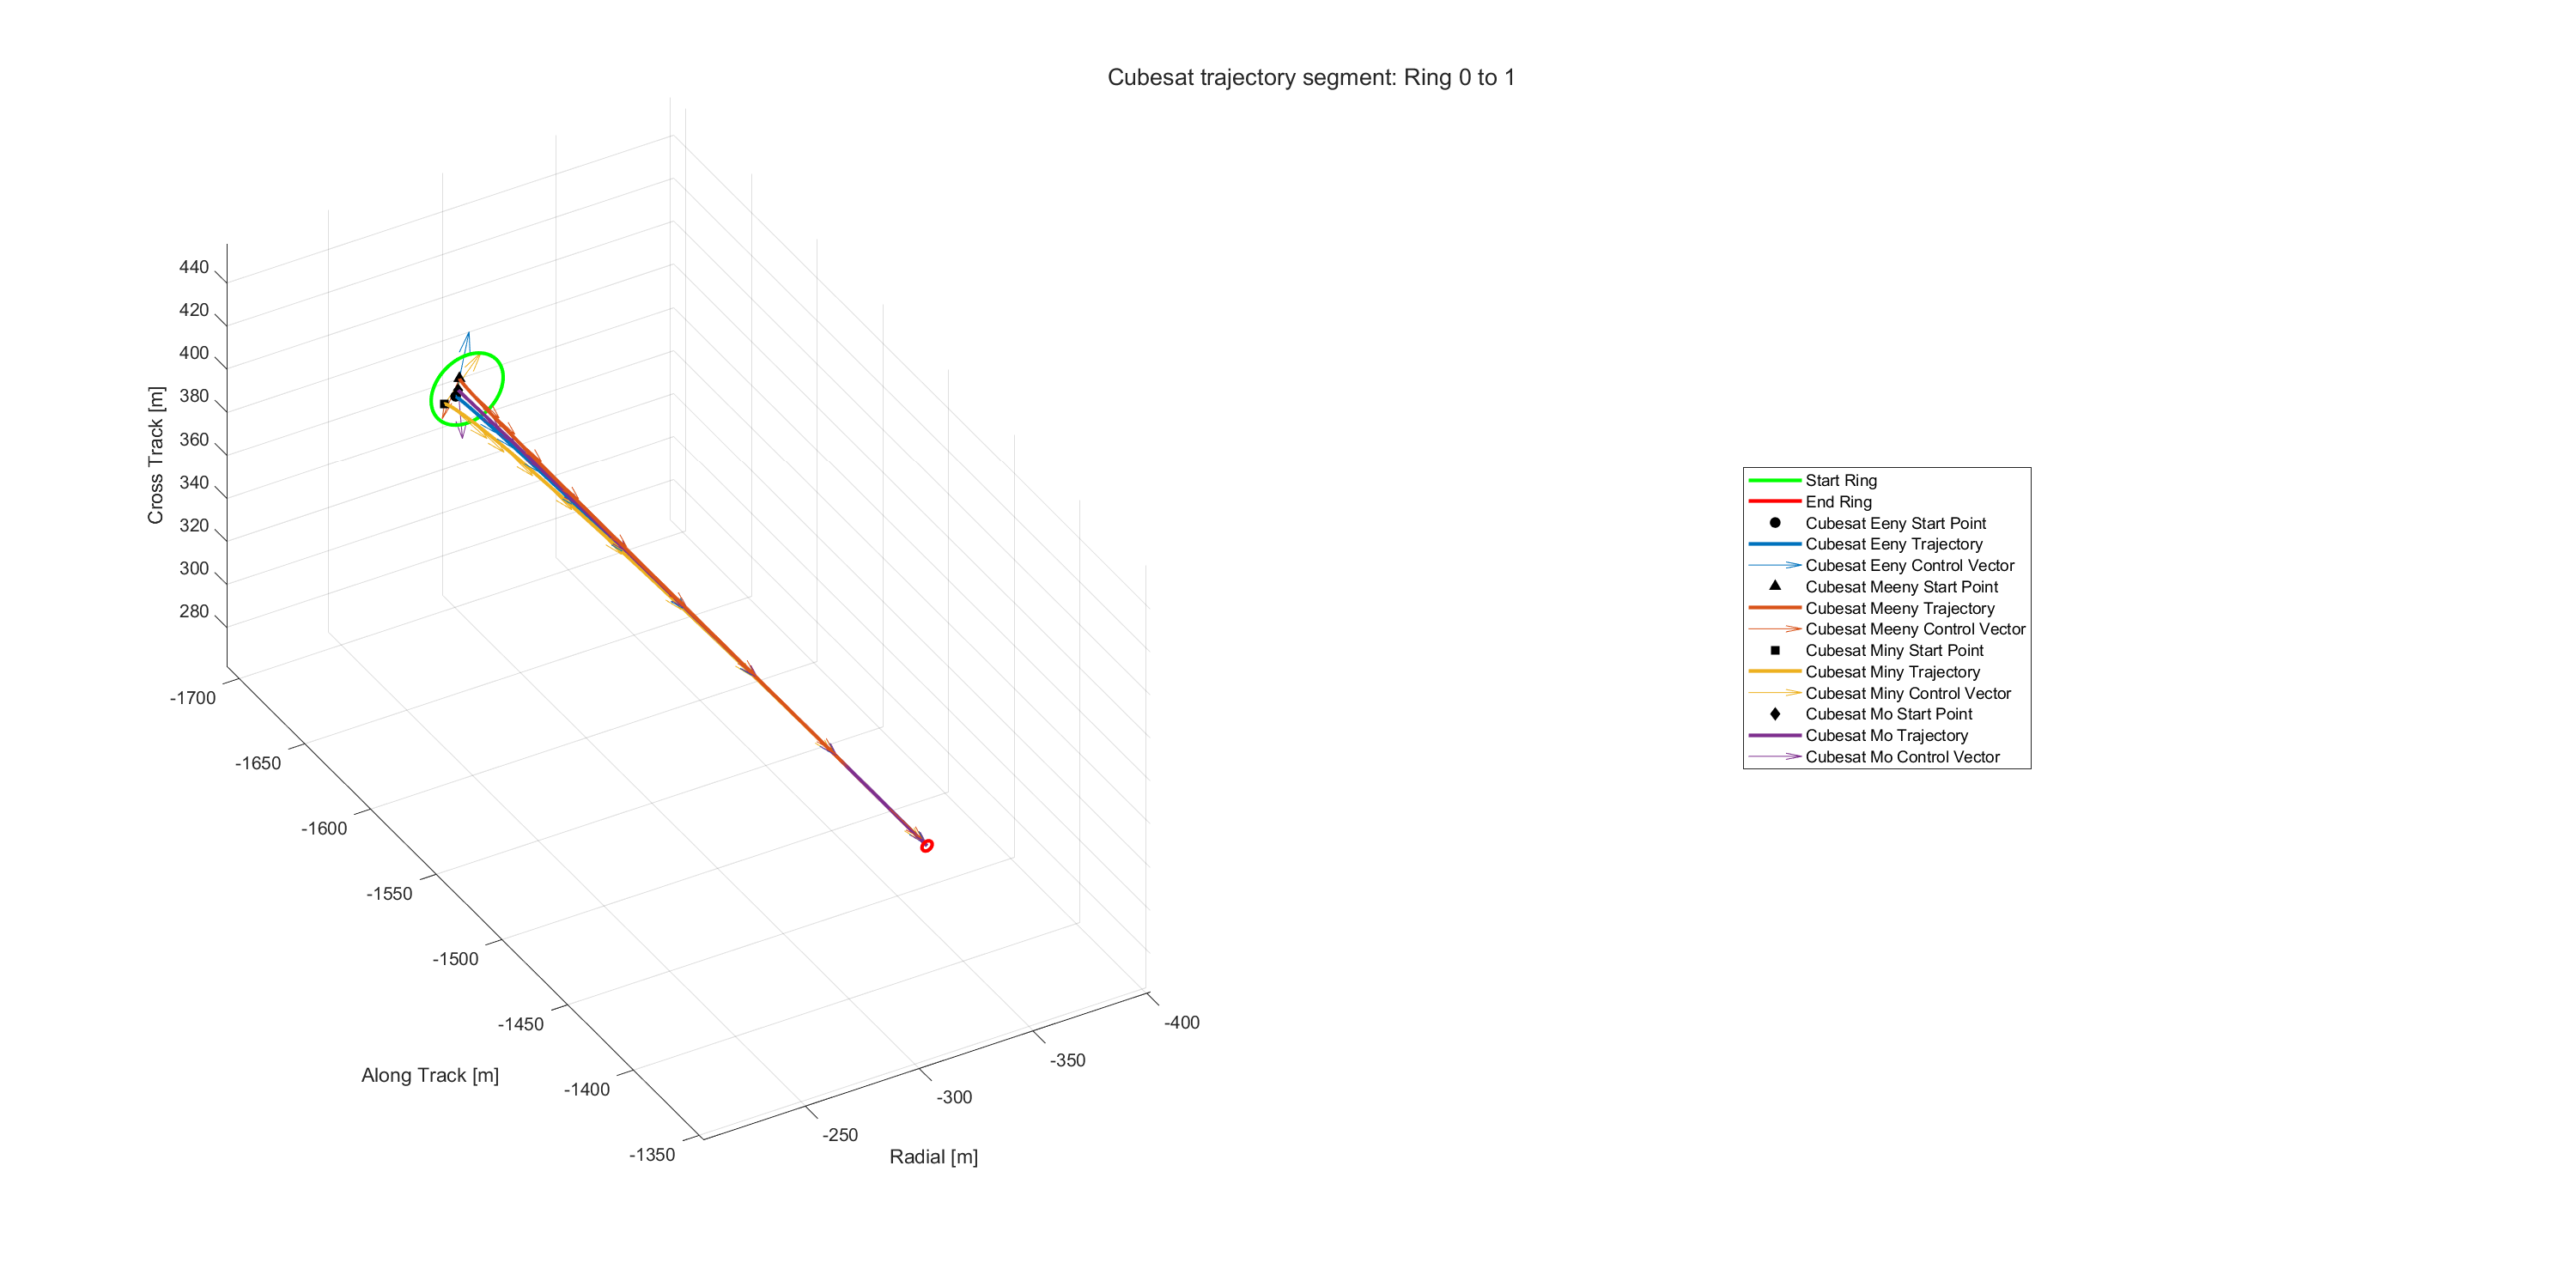 Cubesat trajectory segment: Ring 0 to 1
440
420
400
380
360
340
320
300
280
Cross Track [m]
-1700
-1650
-1600
-1550
-1500
-1450
-1400
-1350
Along Track [m]
-250
-300
-350
-400
Radial [m]
Start Ring
End Ring
Cubesat Eeny Start Point
Cubesat Eeny Trajectory
Cubesat Eeny Control Vector
Cubesat Meeny Start Point
Cubesat Meeny Trajectory
Cubesat Meeny Control Vector
Cubesat Miny Start Point
Cubesat Miny Trajectory
Cubesat Miny Control Vector
Cubesat Mo Start Point
Cubesat Mo Trajectory
Cubesat Mo Control Vector